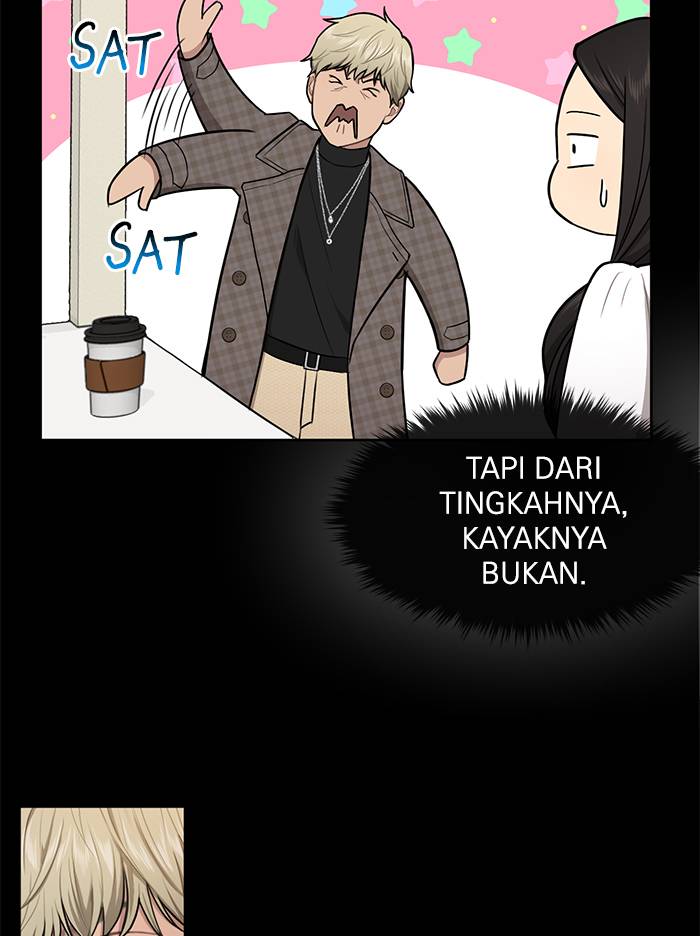 SAT
SAT
TAPI DARI
TINGKAHNYA,
KAYAKNYA
BUKAN.